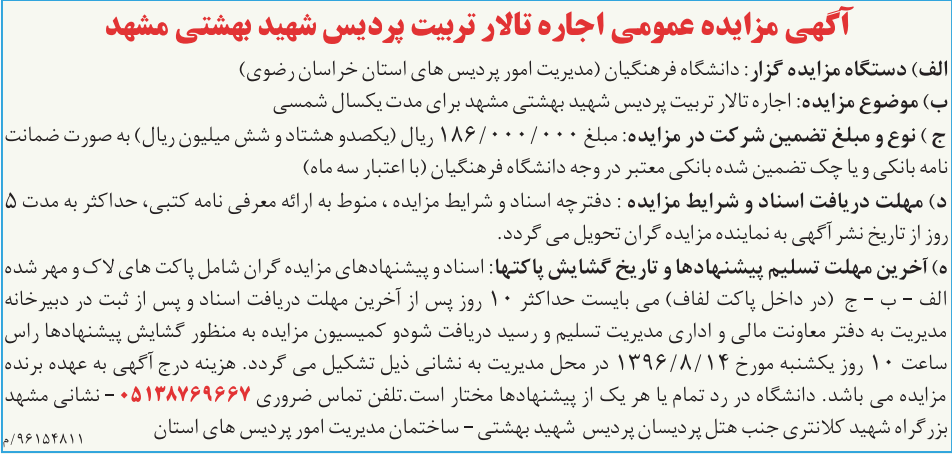 آگهی مزایده عمومی اجاره تالار تربیت پردیس شهید بهشتی مشهد
الف) دستگاه مزایده گزار: دانشگاه فرهنگیان (مدیریت امور پردیس های استان خراسان رضوی)
ب) موضوع مزایده: اجاره تالار تربیت پردیس شهید بهشتی مشهد برای مدت یکسال شمسی
ج ) نوع و مبلغ تضمین شرکت در مزایده: مبلغ ۱۸۶/۰۰۰/۰۰۰ ریال (یکصدو هشتاد و شش میلیون ریال) به صورت ضمانت
نامه بانکی و یا چک تضمین شده بانکی معتبر در وجه دانشگاه فرهنگیان (با اعتبار سه ماه)
د) مهلت دریافت اسناد و شرایط مزایده : دفترچه اسناد و شرایط مزایده ، منوط به ارائه معرفی نامه کتبی، حداکثر به مدت ۵
روز از تاریخ نشر آگهی به نماینده مزایده گران تحویل می گردد.
ه) آخرین مهلت تسلیم پیشنهادها و تاریخ گشایش پاکتها: اسناد و پیشنهادهای مزایده گران شامل پاکت های لاک و مهر شده
الف - ب - ج (در داخل پاکت لفاف) می بایست حداکثر ۱۰ روز پس از آخرین مهلت دریافت اسناد و پس از ثبت در دبیرخانه
مدیریت به دفتر معاونت مالی و اداری مدیریت تسلیم و رسید دریافت شودو کمیسیون مزایده به منظور گشایش پیشنهادها راس
ساعت ۱۰ روز یکشنبه مورخ ۱۳۹۶/۸/۱۴ در محل مدیریت به نشانی ذیل تشکیل می گردد. هزینه درج آگهی به عهده برنده
مزایده می باشد. دانشگاه در رد تمام یا هر یک از پیشنهادها مختار است.تلفن تماس ضروری ۰۵۱۳۸۷۶۹۶۶۷ - نشانی مشهد
بزرگراه شهید کلانتری جنب هتل پردیسان پردیس شهید بهشتی - ساختمان مدیریت امور پردیس های استان
۹۶۱۵۴۸۱۱/م